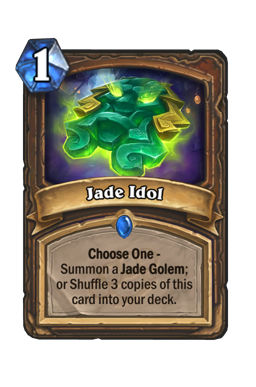 1
Jade Idol
Choose One -
Summon a Jade Golem;
or Shuffle 3 copies of this
card into your deck.